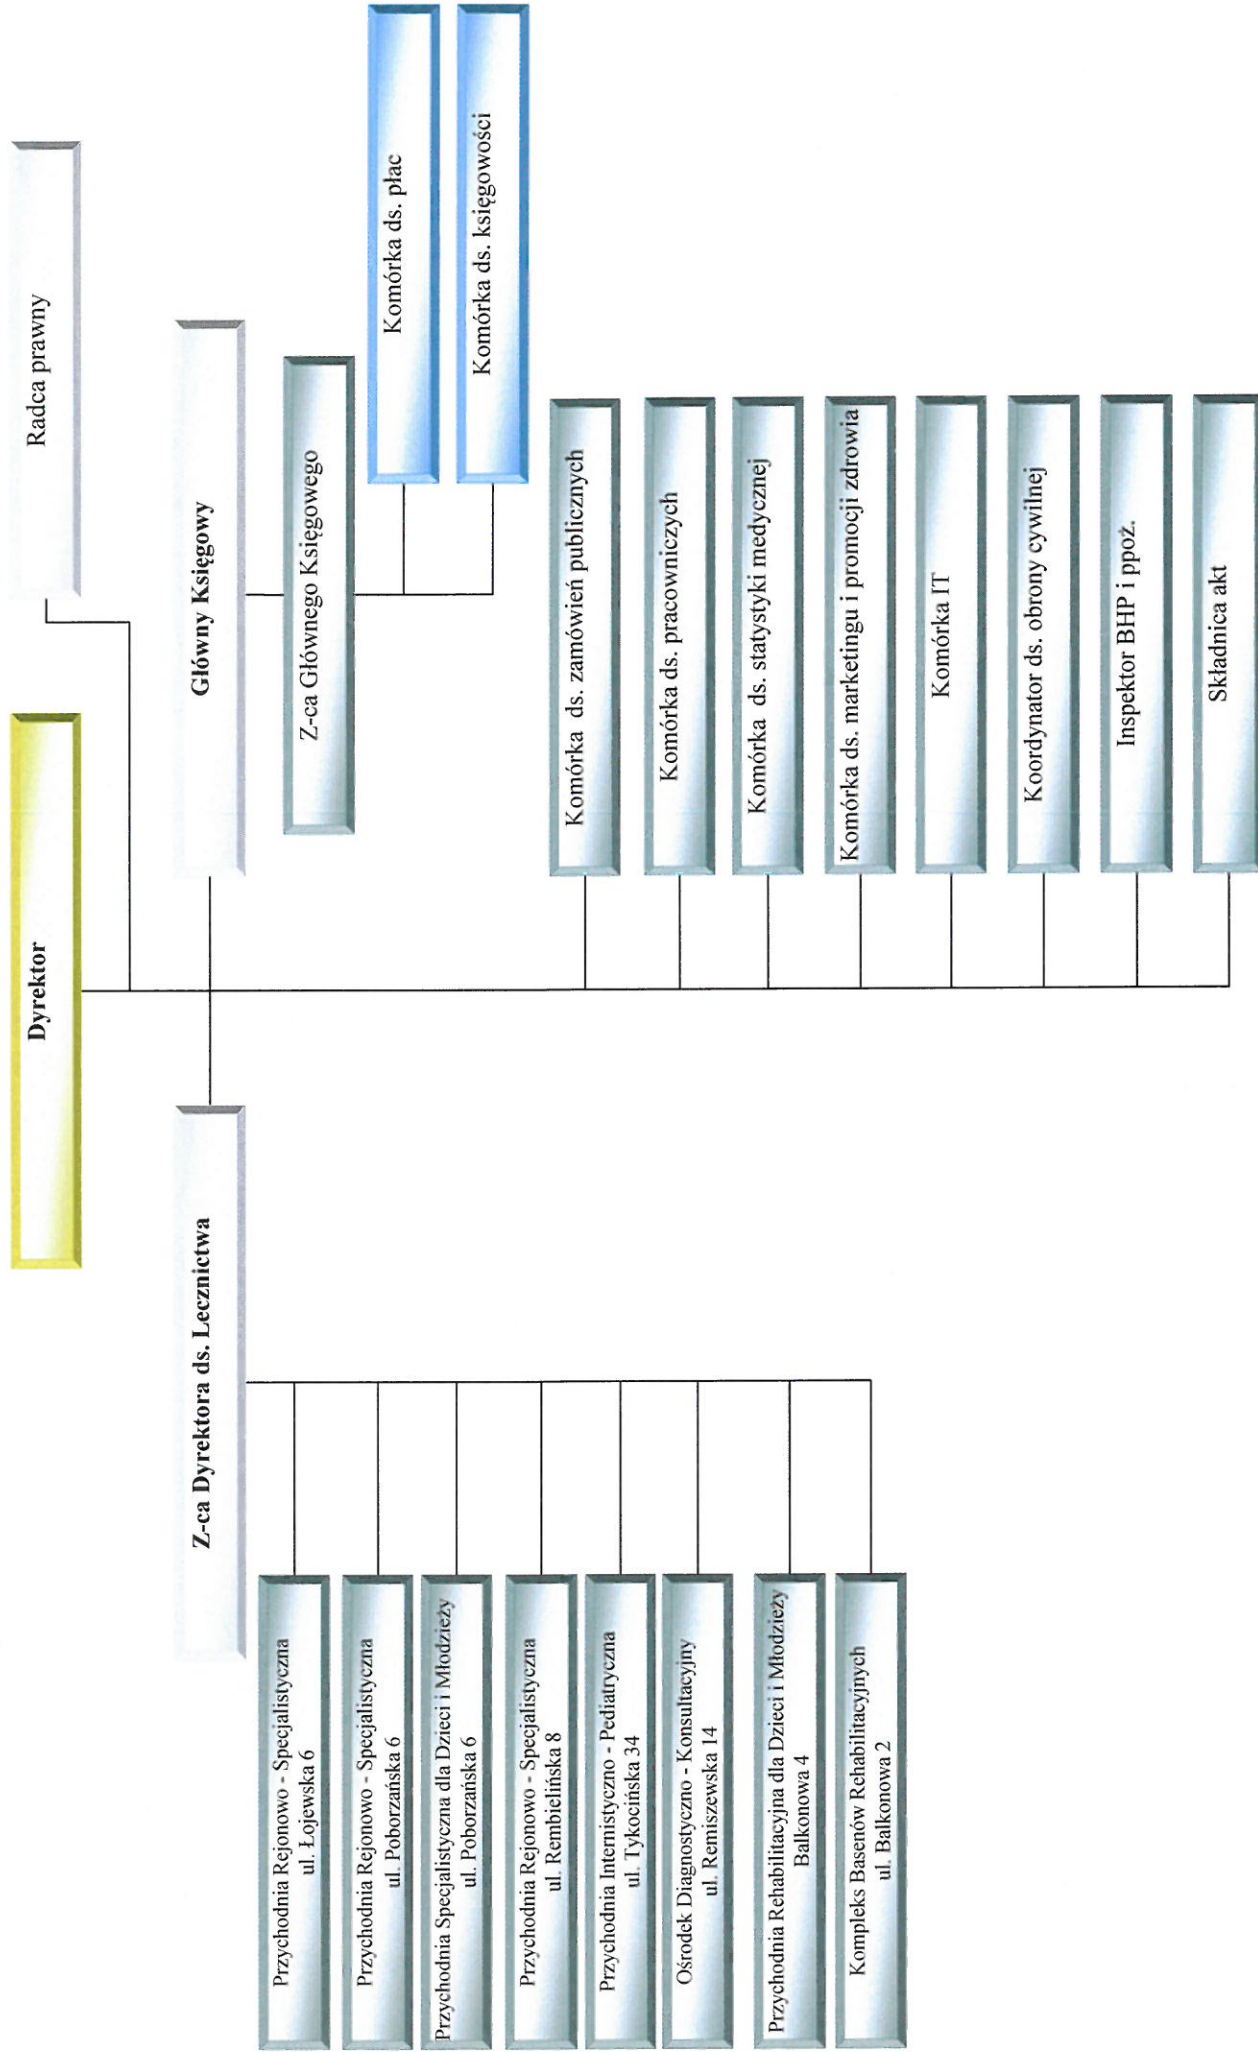 Dyrektor
Radca prawny
Z-ca Dyrektora ds. Lecznictwa
Główny Księgowy
Z-ca Głównego Księgowego
Komórka ds. płac
Komórka ds. księgowości
Przychodnia Rejonowo - Specjalistyczna
ul. Łojewska 6
Przychodnia Rejonowo - Specjalistyczna
ul. Poborzańska 6
Przychodnia Specjalistyczna dla Dzieci i Młodzieży
ul. Poborzańska 6
Przychodnia Rejonowo - Specjalistyczna
ul. Rembielińska 8
Przychodnia Internistyczno - Pediatryczna
ul. Tykocińska 34
Ośrodek Diagnostyczno - Konsultacyjny
ul. Remiszewska 14
Przychodnia Rehabilitacyjna dla Dzieci i Młodzieży
Balkonowa 4
Kompleks Basenów Rehabilitacyjnych
ul. Balkonowa 2
Komórka ds. zamówień publicznych
Komórka ds. pracowniczych
Komórka ds. statystyki medycznej
Komórka ds. marketingu i promocji zdrowia
Komórka IT
Koordynator ds. obrony cywilnej
Inspektor BHP i ppoż.
Składnica akt